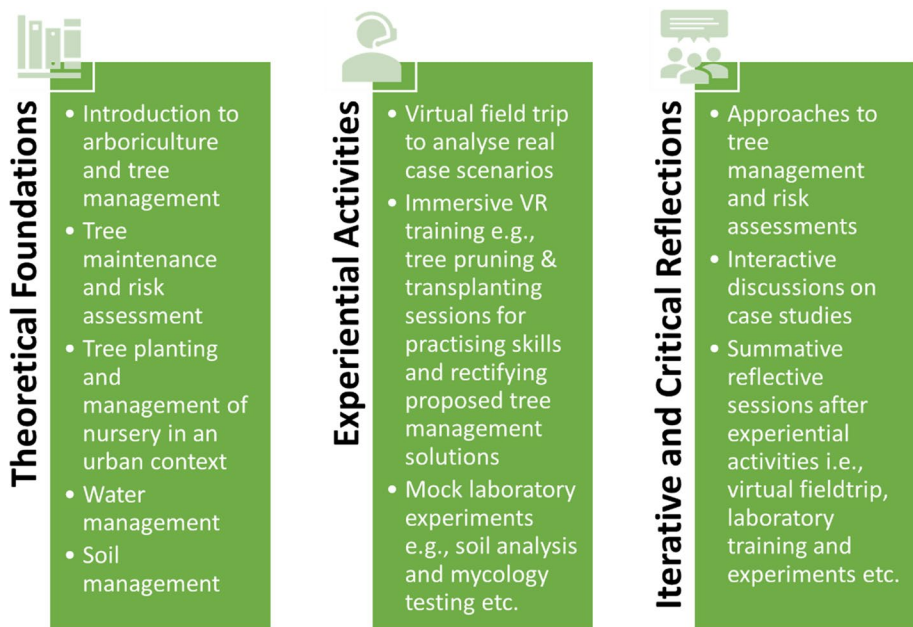 Theoretical Foundations
• Introduction to
arboriculture
and tree
management
• Tree
maintenance
and risk
assessment
• Tree planting
and
management of
nursery in an
urban context
• Water
management
• Soil
management
Experiential Activities
• Virtual field trip
to analyse real
case scenarios
• Immersive VR
training e.g.,
tree pruning &
transplanting
sessions for
practising skills
and rectifying
proposed tree
management
solutions
• Mock laboratory
experiments
e.g., soil analysis
and mycology
testing etc.
Iterative and Critical Reflections
• Approaches to
tree
management
and risk
assessments
• Interactive
discussions on
case studies
• Summative
reflective
sessions after
experiential
activities i.e.,
virtual fieldtrip,
laboratory
training and
experiments etc.